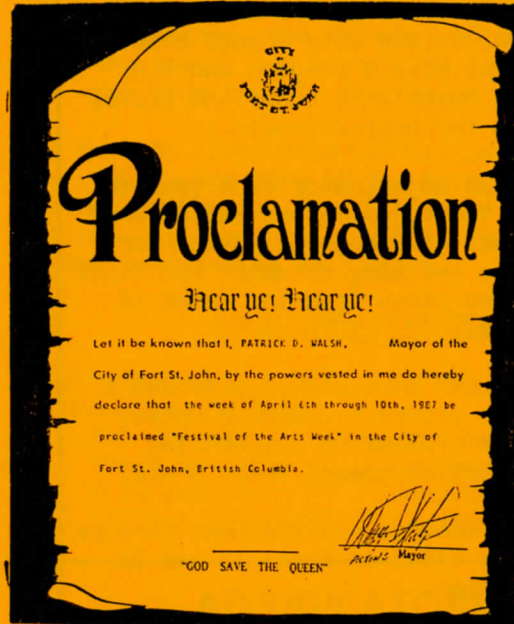 CITY
FORT ST. JOHN
Proclamation
Hear ye! Hear ye!
Let it be known that I, PATRICK D. WALSH, Mayor of the
City of Fort St. John, by the powers vested in me do hereby
declare that the week of April 6th through 10th, 1987 be
proclaimed "Festival of the Arts Week" in the City of
Fort St. John, British Columbia.
ACTING Mayor
"GOD SAVE THE QUEEN"